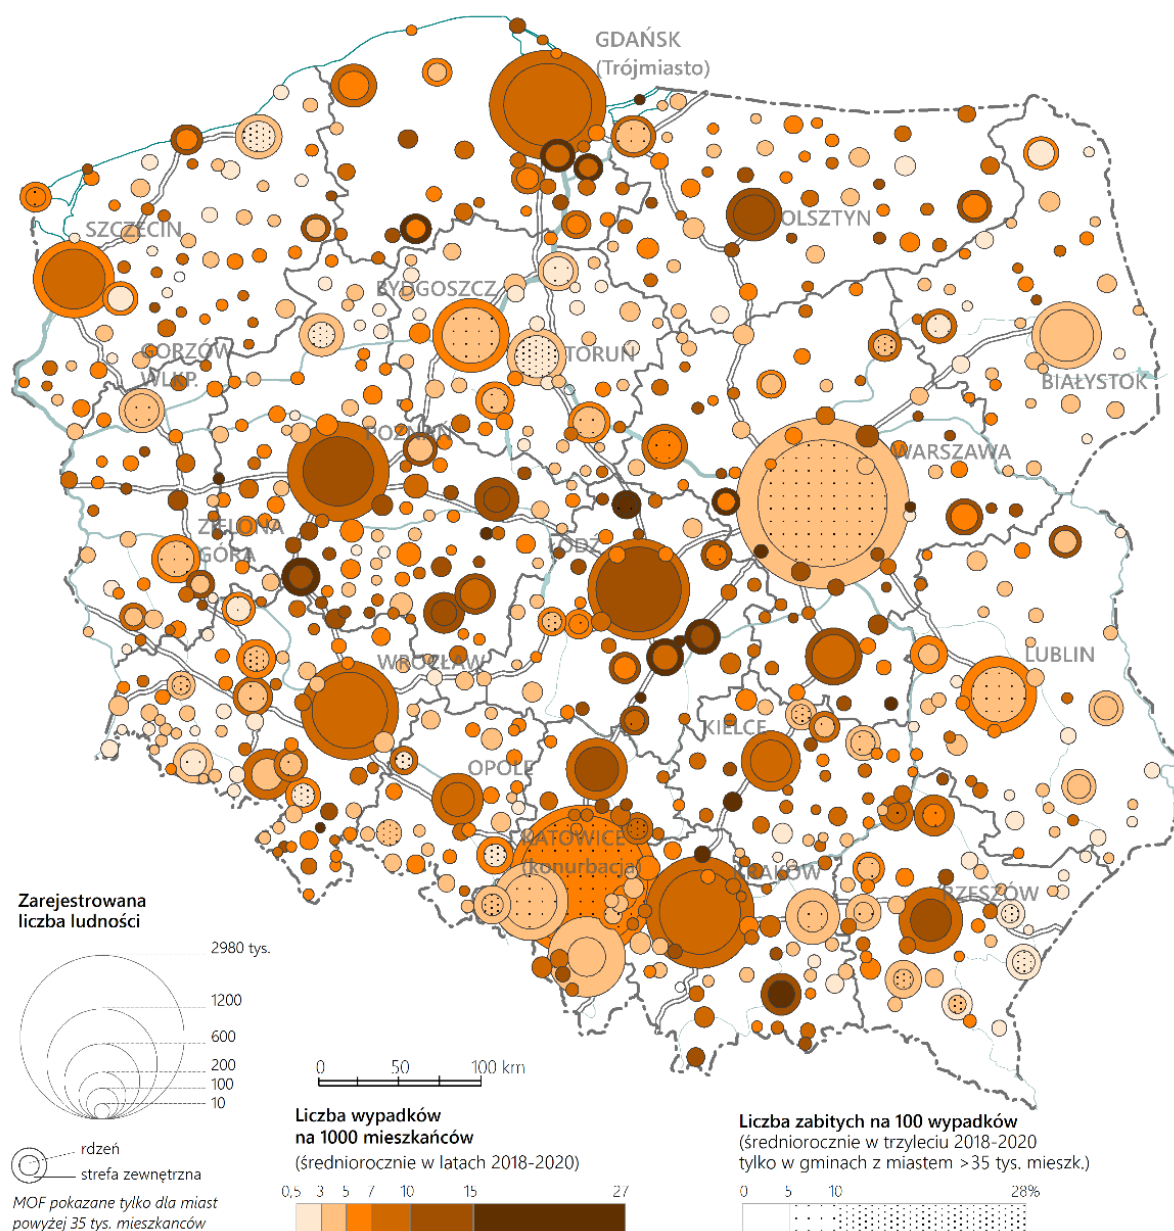 GDAŃSK
(Trójmiasto)
SZCZECIN
OLSZTYN
BYDGOSZCZ
GORZÓW
WLKP.
TORUŃ
BIAŁYSTOK
POZNAŃ
WARSZAWA
ZIELONA
GÓRA
ŁÓDŹ
WROCŁAW
LUBLIN
KIELCE
OPOLE
KATOWICE
(konurbacja)
KRAKÓW
RZESZÓW
Zarejestrowana
liczba ludności
2980 tys.
1200
600
200
100
10
rdzeń
strefa zewnętrzna
MOF pokazane tylko dla miast
powyżej 35 tys. mieszkańców
0 50 100 km
Liczba wypadków
na 1000 mieszkańców
(średniorocznie w latach 2018-2020)
0,5 3 5 7 10 15 27
Liczba zabitych na 100 wypadków
(średniorocznie w trzyleciu 2018-2020
tylko w gminach z miastem >35 tys. mieszk.)
0 5 10 28%